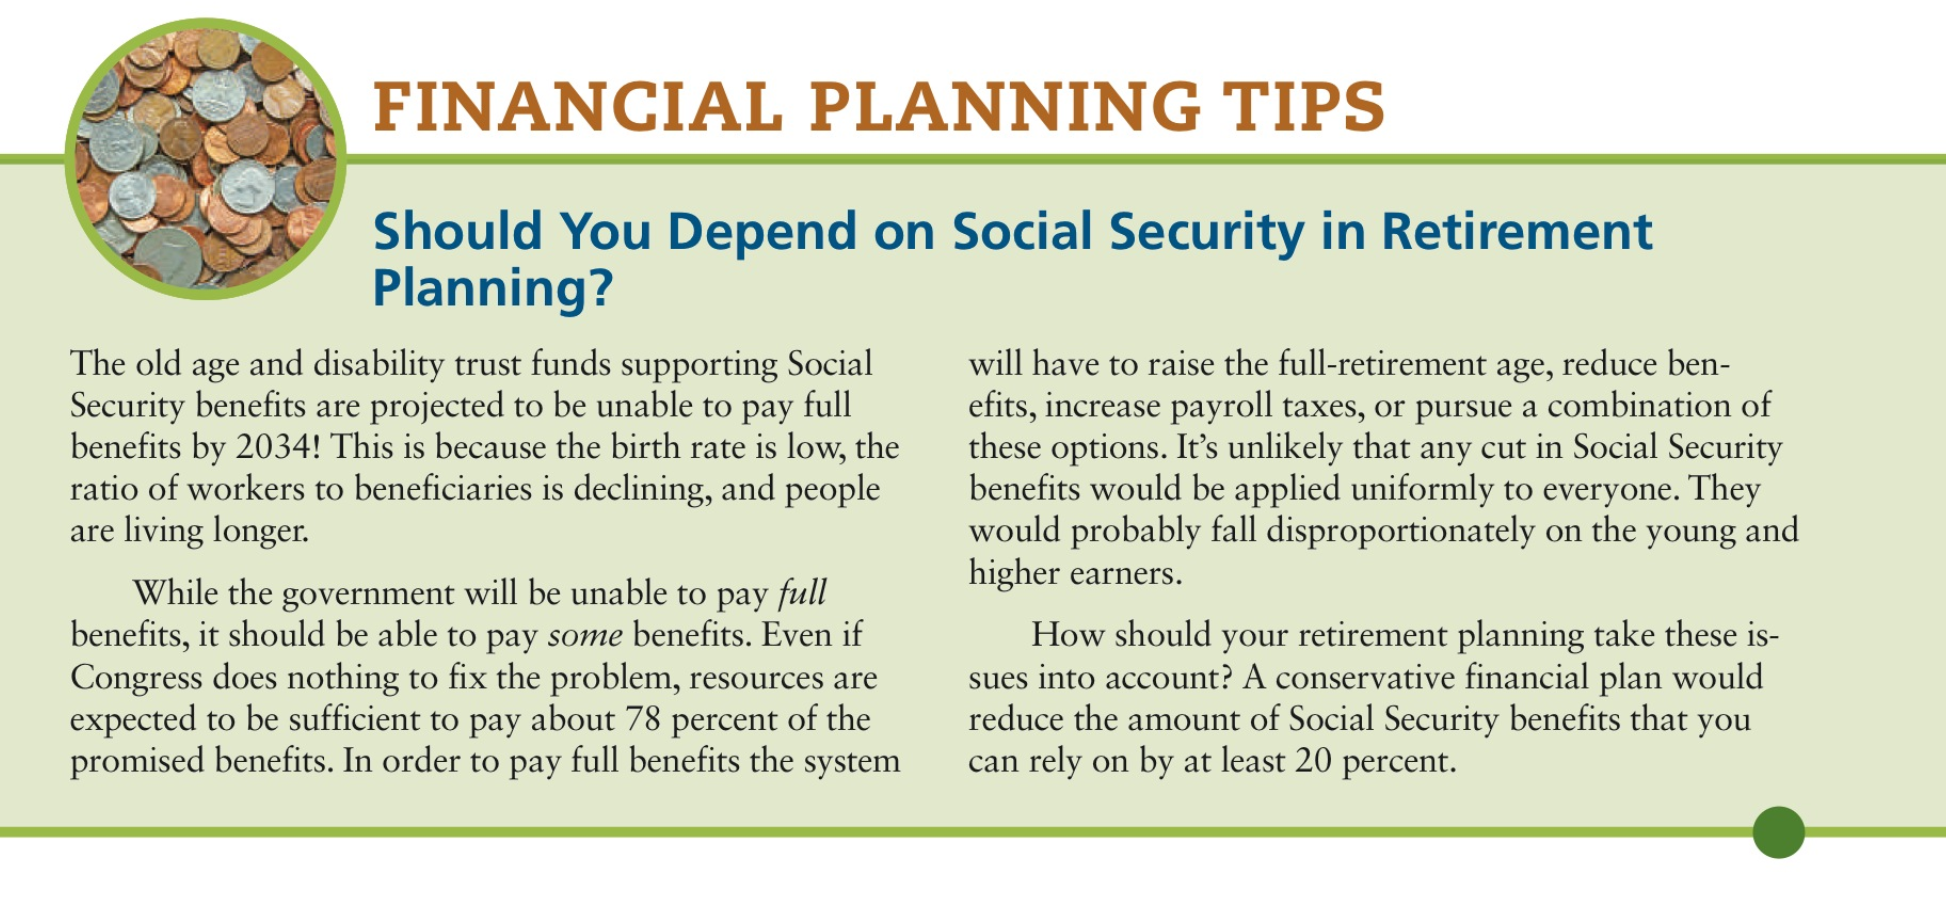 FINANCIAL PLANNING TIPS
Should You Depend on Social Security in Retirement
Planning?
The old age and disability trust funds supporting Social
Security benefits are projected to be unable to pay full
benefits by 2034! This is because the birth rate is low, the
ratio of workers to beneficiaries is declining, and people
are living longer.
While the government will be unable to pay full
benefits, it should be able to pay some benefits. Even if
Congress does nothing to fix the problem, resources are
expected to be sufficient to pay about 78 percent of the
promised benefits. In order to pay full benefits the system
will have to raise the full-retirement age, reduce ben-
efits, increase payroll taxes, or pursue a combination of
these options. It’s unlikely that any cut in Social Security
benefits would be applied uniformly to everyone. They
would probably fall disproportionately on the young and
higher earners.
How should your retirement planning take these is-
sues into account? A conservative financial plan would
reduce the amount of Social Security benefits that you
can rely on by at least 20 percent.